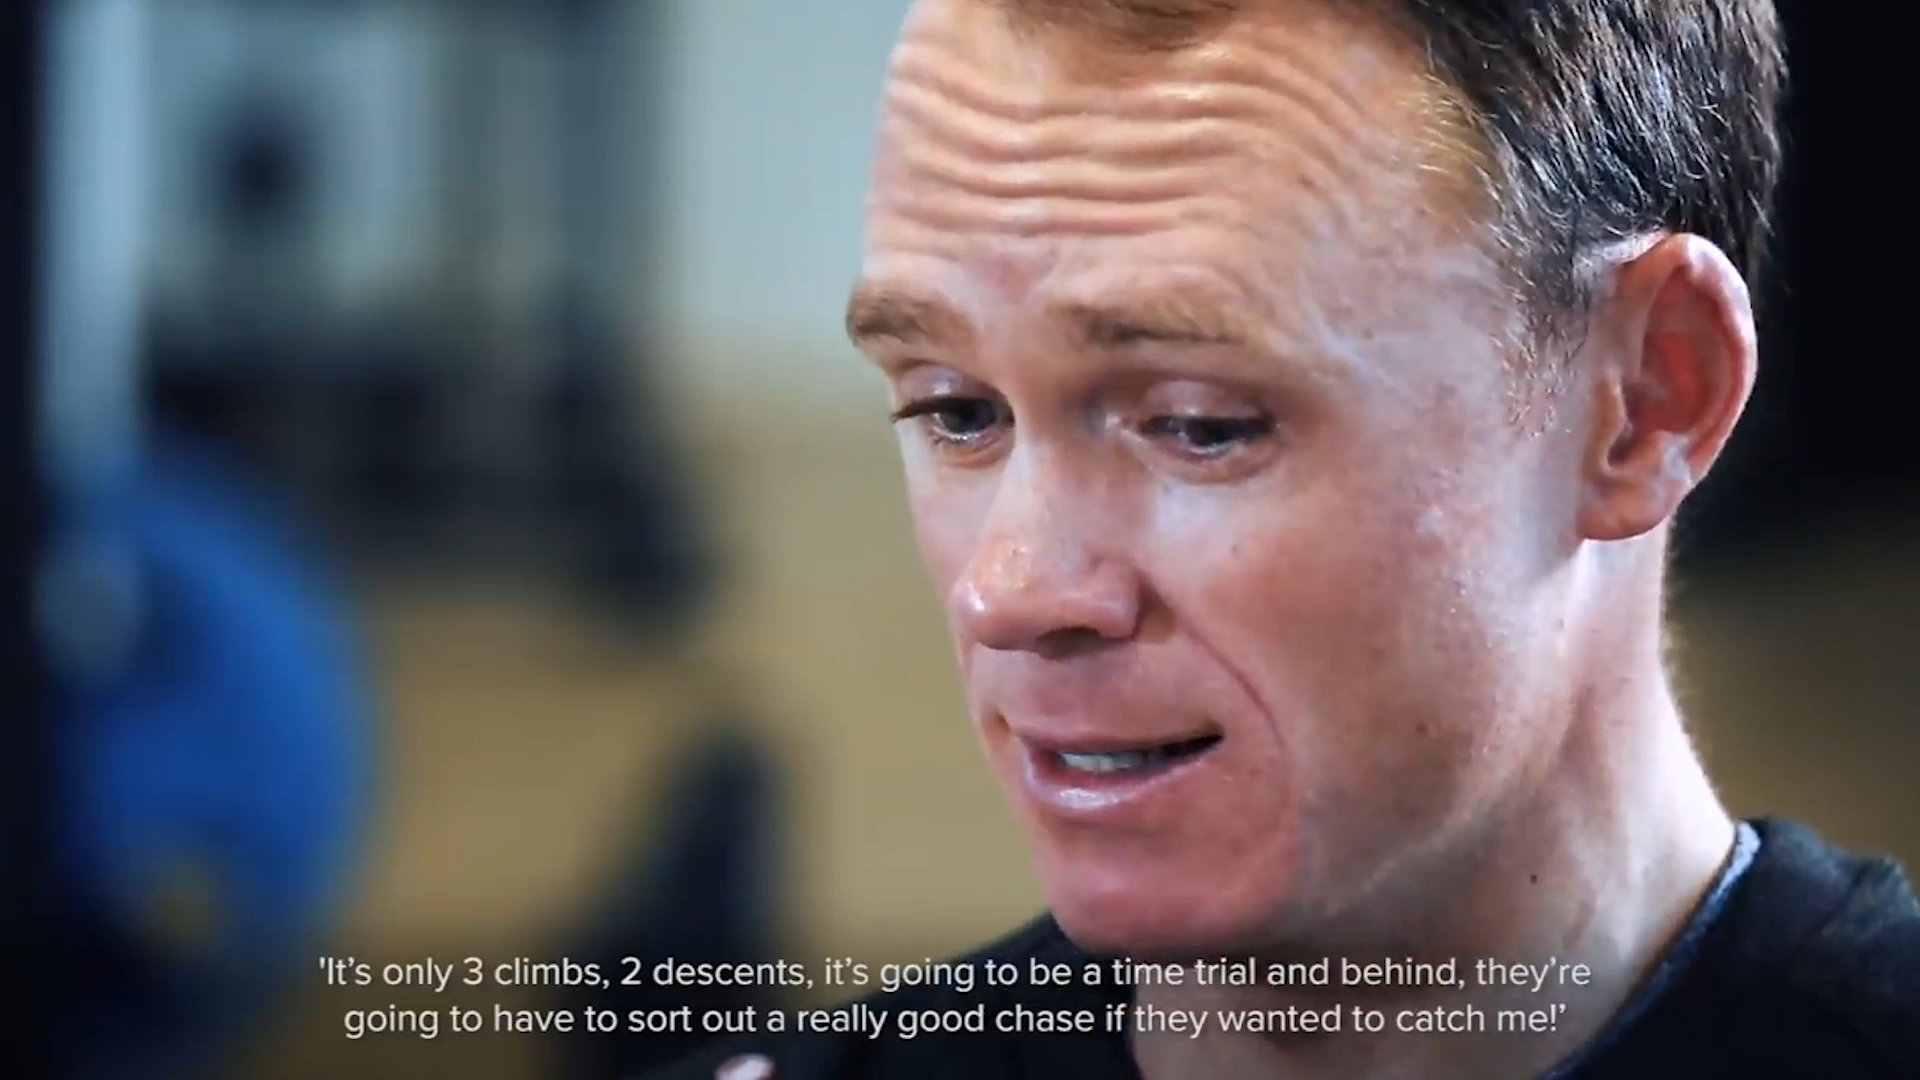 'It’s only 3 climbs, 2 descents, it’s going to be a time trial and behind, they’re
going to have to sort out a really good chase if they wanted to catch me!’